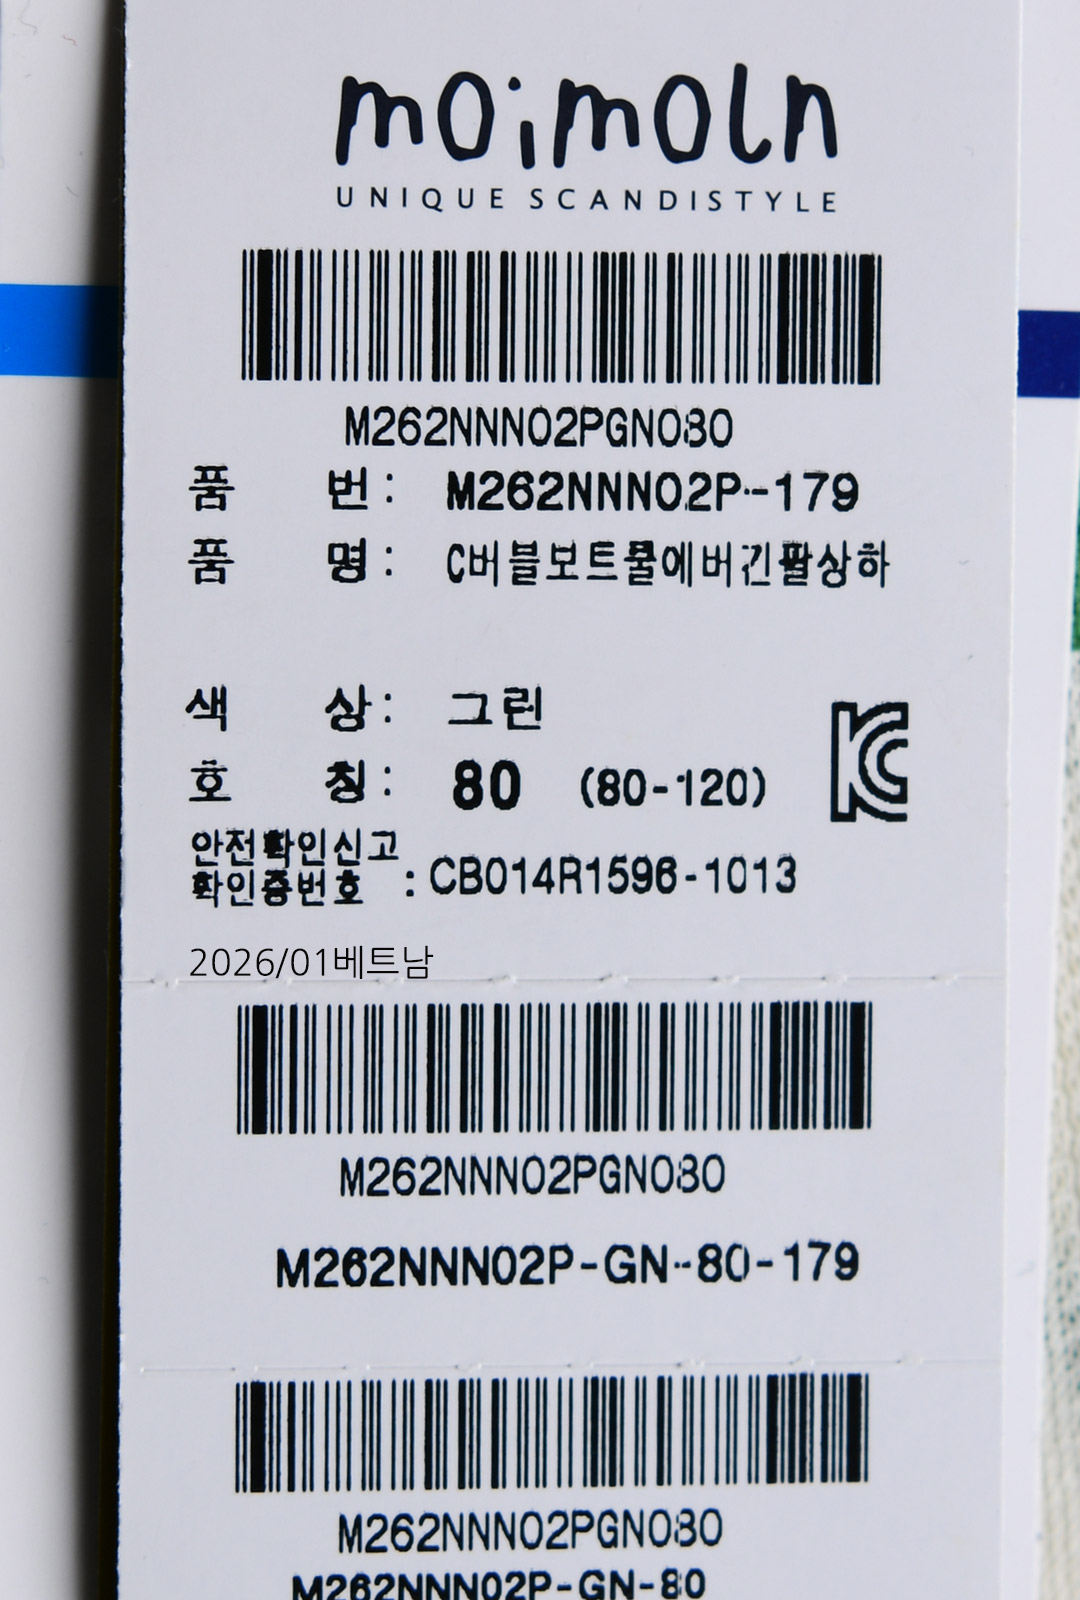 moimoln
UNIQUE SCANDISTYLE
M262NNN02PGN080
품 번: M262NNN02P-179
품 명: C버블보트쿨에버긴팔상하
색 상: 그린
호 칭: 80 (80-120)
안전확인신고
확인증번호 : CB014R1596-1013
2026/01베트남
M262NNN02PGN080
M262NNN02P-GN-80-179
M262NNN02PGN080
M262NNN02P-GN-80